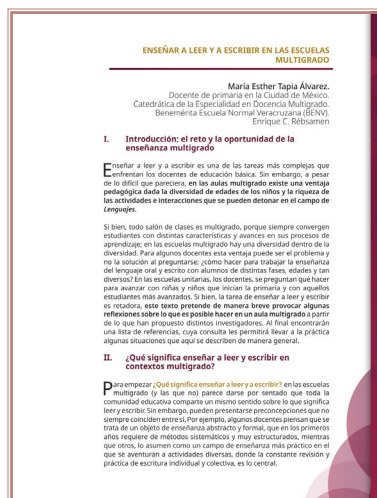 ENSEÑAR A LEER Y A ESCRIBIR EN LAS ESCUELAS
MULTIGRADO
María Esther Tapia Álvarez.
Docente de primaria en la Ciudad de México.
Catedrática de la Especialidad en Docencia Multigrado.
Benemérita Escuela Normal Veracruzana (BENV).
Enrique C. Rébsamen
I. Introducción: el reto y la oportunidad de la
enseñanza multigrado
Enseñar a leer y a escribir es una de las tareas más complejas que
enfrentan los docentes de educación básica. Sin embargo, a pesar
de lo difícil que pareciera, en las aulas multigrado existe una ventaja
pedagógica dada la diversidad de edades de los niños y la riqueza de
las actividades e interacciones que se pueden detonar en el campo de
Lenguajes.
Si bien, todo salón de clases es multigrado, porque siempre convergen
estudiantes con distintas características y avances en sus procesos de
aprendizaje; en las escuelas multigrado hay una diversidad dentro de la
diversidad. Para algunos docentes esta ventaja puede ser el problema y
no la solución al preguntarse: ¿cómo hacer para trabajar la enseñanza
del lenguaje oral y escrito con alumnos de distintas fases, edades y tan
diversos? En las escuelas unitarias, los docentes, se preguntan qué hacer
para avanzar con niñas y niños que inician la primaria y con aquellos
estudiantes más avanzados. Si bien, la tarea de enseñar a leer y escribir
es retadora, este texto pretende de manera breve provocar algunas
reflexiones sobre lo que es posible hacer en un aula multigrado a partir
de lo que han propuesto distintos investigadores. Al final encontrarán
una lista de referencias, cuya consulta les permitirá llevar a la práctica
algunas situaciones que aquí se describen de manera general.
II. ¿Qué significa enseñar a leer y escribir en
contextos multigrado?
Para empezar ¿Qué significa enseñar a leer y a escribir? en las escuelas
multigrado (y las que no) parece darse por sentado que toda la
comunidad educativa comparte un mismo sentido sobre lo que significa
leer y escribir. Sin embargo, pueden presentarse preconcepciones que no
siempre coinciden entre sí. Por ejemplo, algunos docentes piensan que se
trata de un objeto de enseñanza abstracto y formal, que en los primeros
años requiere de métodos sistemáticos y muy estructurados, mientras
que otros, lo asumen como un campo de enseñanza más práctico en el
que se aventuran a actividades diversas, donde la constante revisión y
práctica de escritura individual y colectiva, es lo central.